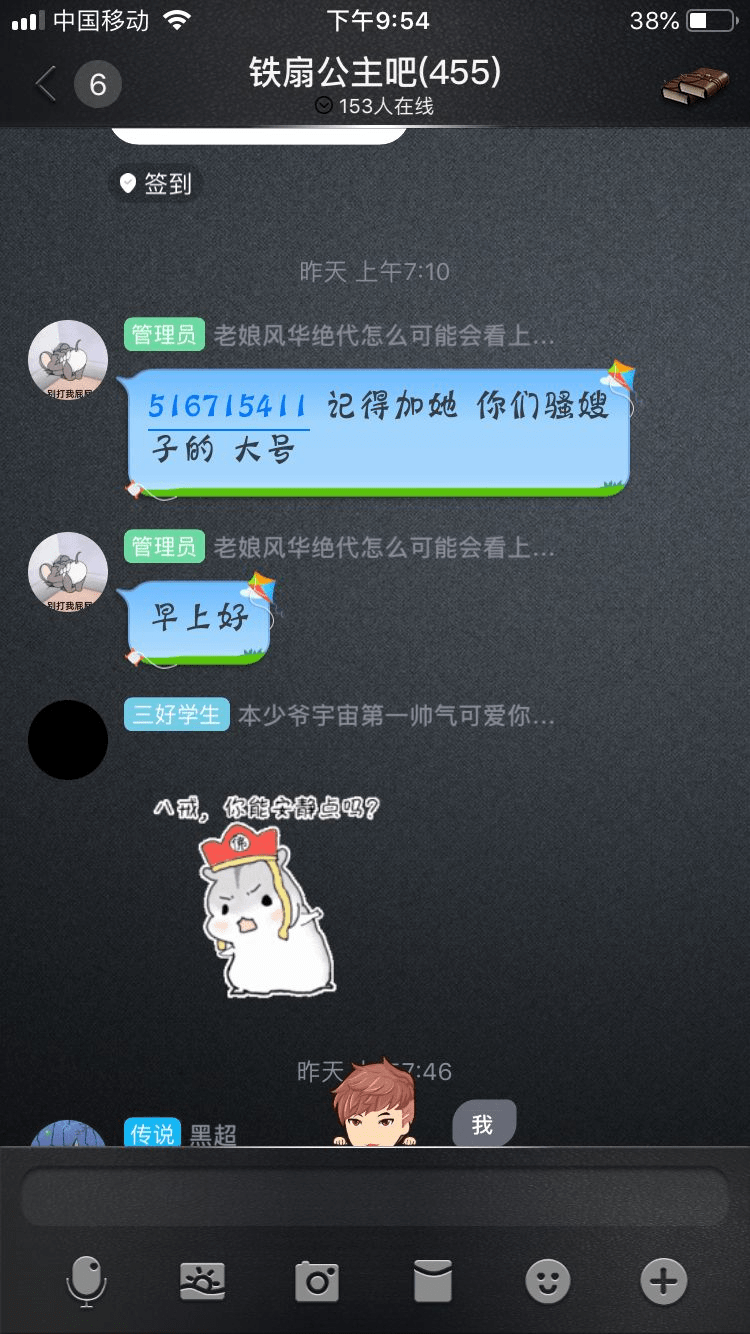 中国移动
下午9:54
38%
6
铁扇公主吧(455)
153人在线
签到
昨天 上午7:10
管理员 老娘风华绝代怎么可能会看上...
516715411 记得加她 你们骚嫂
子的 大号
管理员 老娘风华绝代怎么可能会看上...
早上好
三好学生 本少爷宇宙第一帅气可爱你...
八戒，你能安静点吗？
佛
昨天 7:46
我
传说 黑超